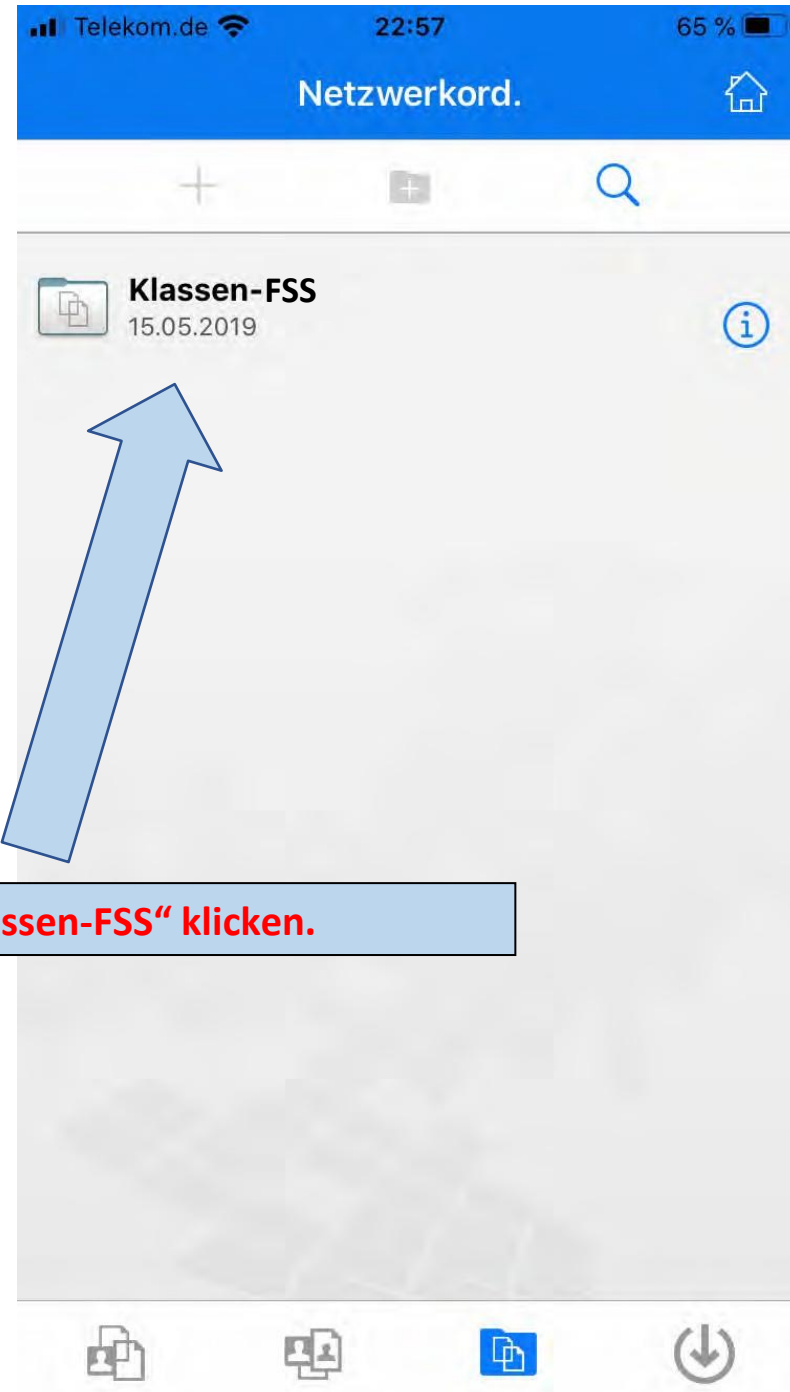 Telekom.de 22:57 65 %
Netzwerkord.
Klassen-FSS
15.05.2019
ssen-FSS“ klicken.